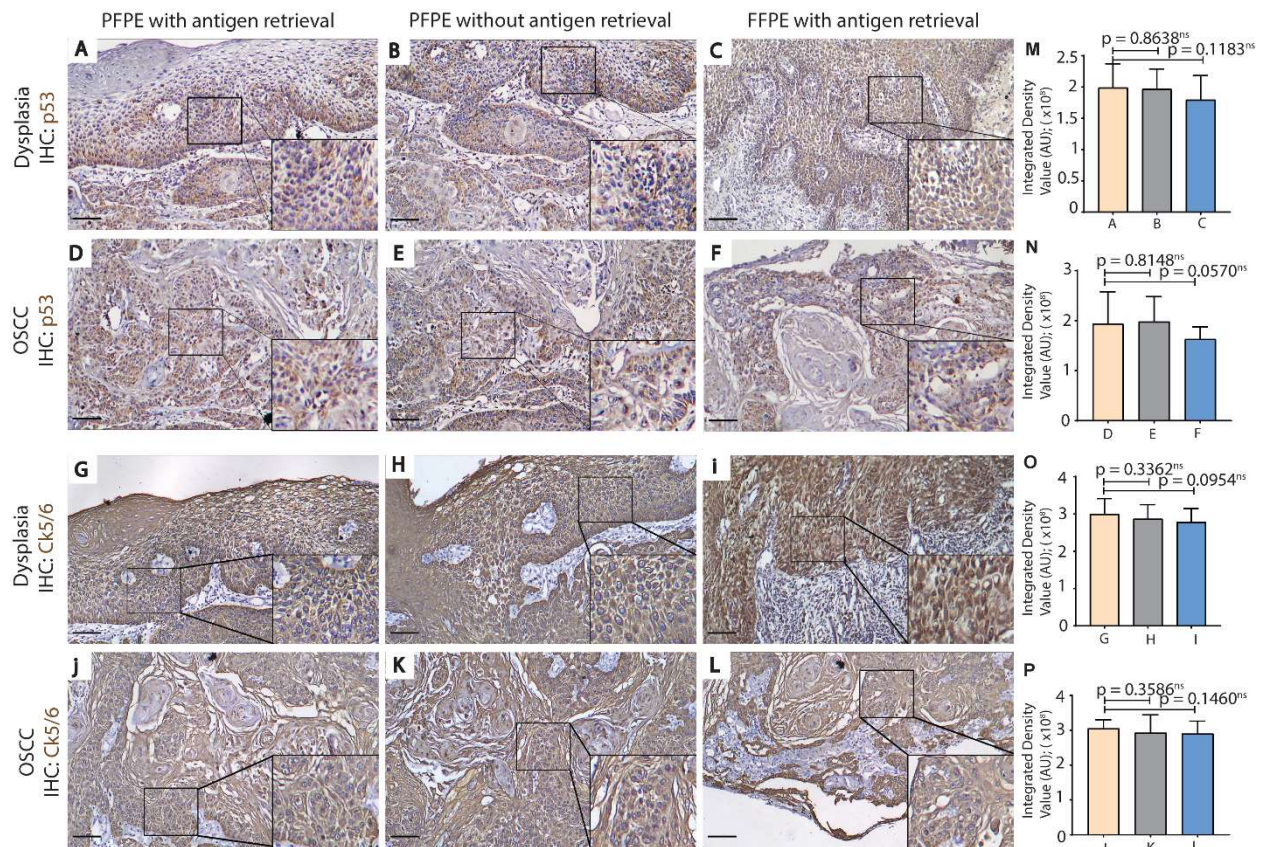 PFPE with antigen retrieval
PFPE without antigen retrieval
FFPE with antigen retrieval
Dysplasia
IHC: p53
A
B
C
M
p = 0.8638ns
p = 0.1183ns
Integrated Density
Value (AU); ( x10⁸)
2.5
2
1.5
1
0.5
0
A
B
C
OSCC
IHC: p53
D
E
F
N
p = 0.8148ns
p = 0.0570ns
Integrated Density
Value (AU); ( x10⁸)
3
2
1
0
D
E
F
Dysplasia
IHC: Ck5/6
G
H
i
O
p = 0.3362ns
p = 0.0954ns
Integrated Density
Value (AU); ( x10⁸)
4
3
2
1
0
G
H
I
OSCC
IHC: Ck5/6
j
K
L
P
p = 0.3586ns
p = 0.1460ns
Integrated Density
Value (AU); ( x10⁸)
4
3
2
1
0
K